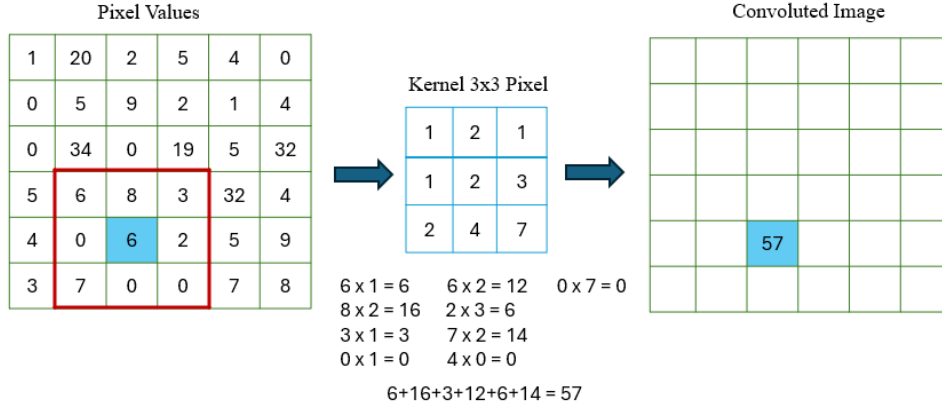 Pixel Values
1 20 2 5 4 0
0 5 9 2 1 4
0 34 0 19 5 32
5 6 8 3 32 4
4 0 6 2 5 9
3 7 0 0 7 8
Kernel 3x3 Pixel
1 2 1
1 2 3
2 4 7
6 x 1 = 6 6 x 2 = 12 0 x 7 = 0
8 x 2 = 16 2 x 3 = 6
3 x 1 = 3 7 x 2 = 14
0 x 1 = 0 4 x 0 = 0
6+16+3+12+6+14 = 57
Convoluted Image
57